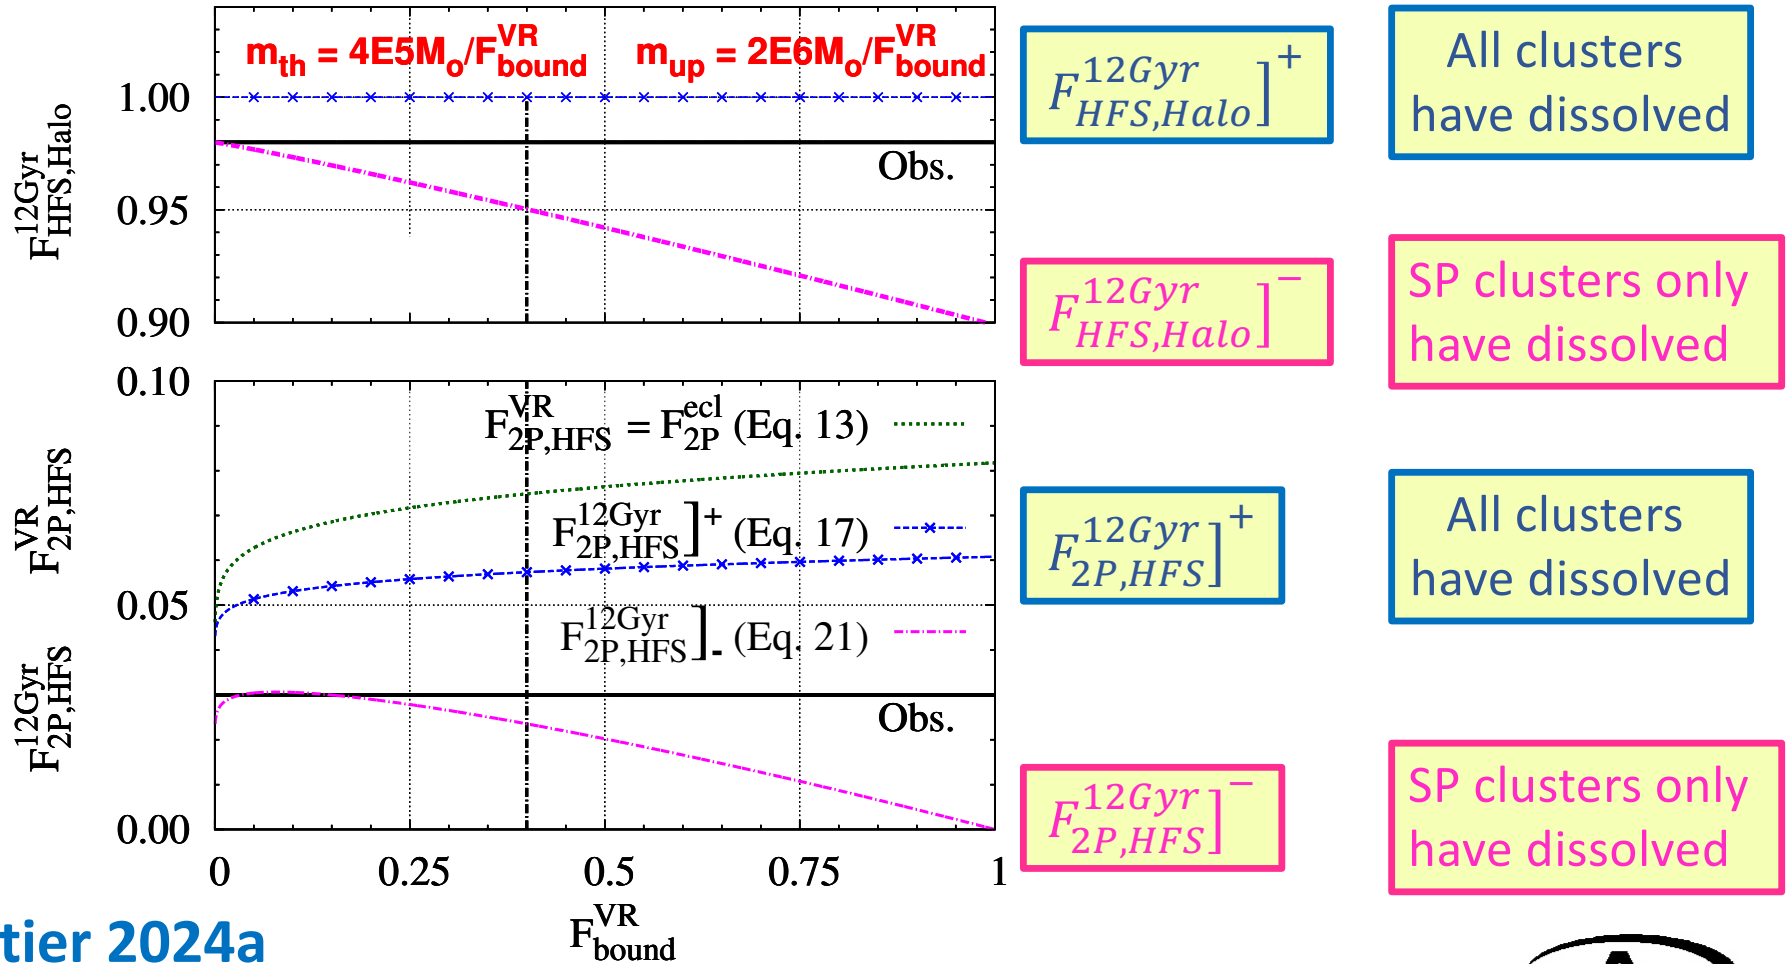 m_th = 4E5M_o/F^VR_bound m_up = 2E6M_o/F^VR_bound
1.00
0.95
0.90
F^12Gyr_HFS,Halo
Obs.
F^12Gyr_HFS,Halo]^+
All clusters
have dissolved
F^12Gyr_HFS,Halo]^−
SP clusters only
have dissolved
0.10
0.05
0.00
F^VR_2P,HFS
F^12Gyr_2P,HFS
F^VR_2P,HFS = F^ecl_2P (Eq. 13)
F^12Gyr_2P,HFS]^+ (Eq. 17)
F^12Gyr_2P,HFS]_- (Eq. 21)
Obs.
0 0.25 0.5 0.75 1
F^VR_bound
F^12Gyr_2P,HFS]^+
All clusters
have dissolved
F^12Gyr_2P,HFS]^−
SP clusters only
have dissolved
tier 2024a